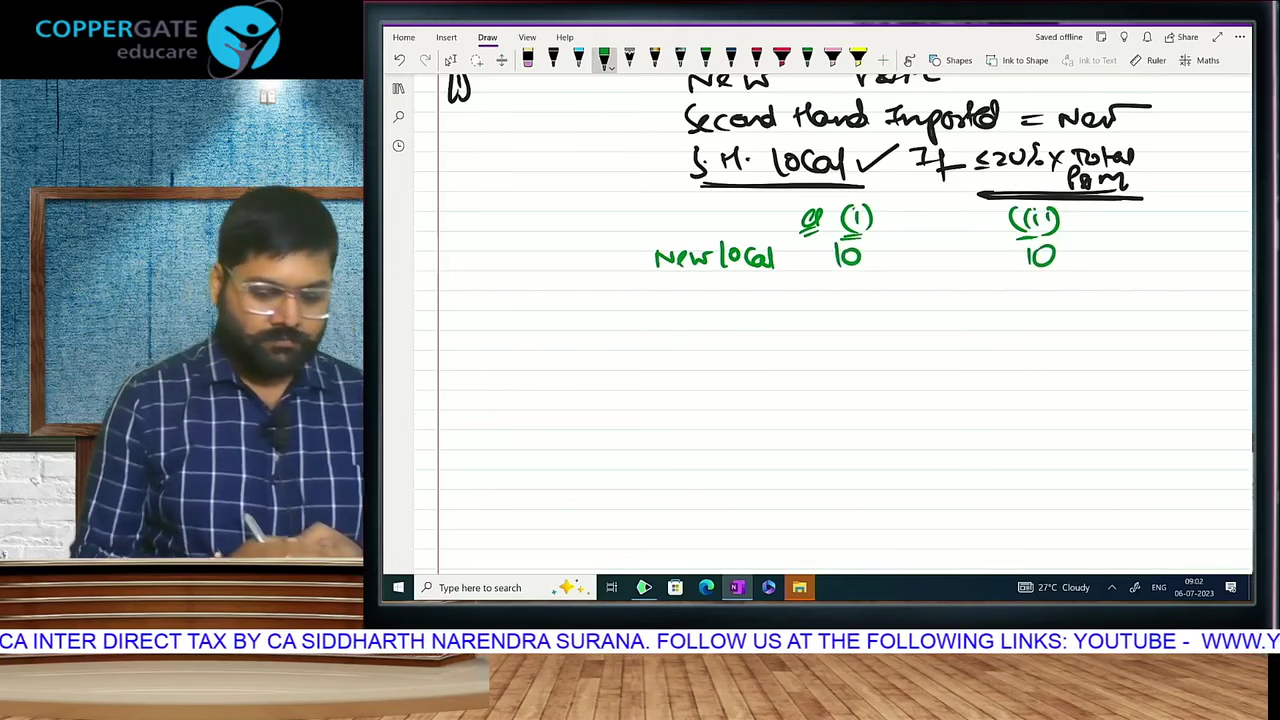 COPPERGATE
educare
Home Insert Draw View Help
Saved offline
Share
Shapes
Ink to Shape
Ink to Text
Ruler
Maths
New
Second Hand Imported = New
S.H. local ✓ If ≤20% x Total
P&M
(i) (ii)
New local 10 10
Type here to search
27°C Cloudy
ENG
09:02
06-07-2023
CA INTER DIRECT TAX BY CA SIDDHARTH NARENDRA SURANA. FOLLOW US AT THE FOLLOWING LINKS: YOUTUBE - WWW.Y